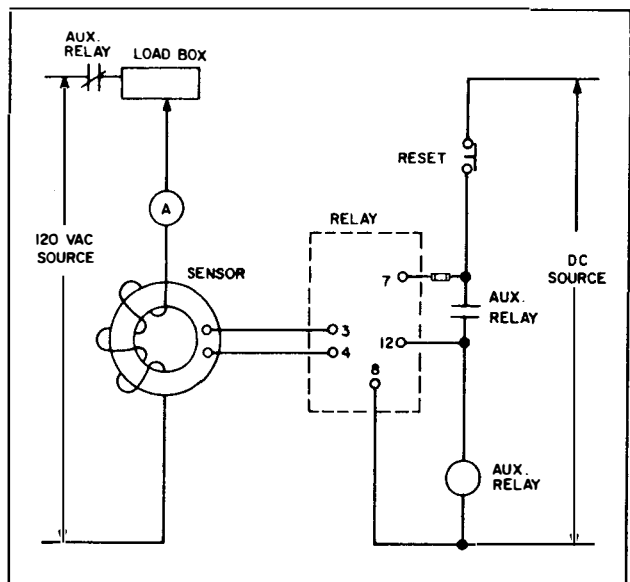 AUX.
RELAY
LOAD BOX
RESET
A
RELAY
120 VAC
SOURCE
SENSOR
7
DC
SOURCE
AUX.
RELAY
3
4
12
8
AUX.
RELAY